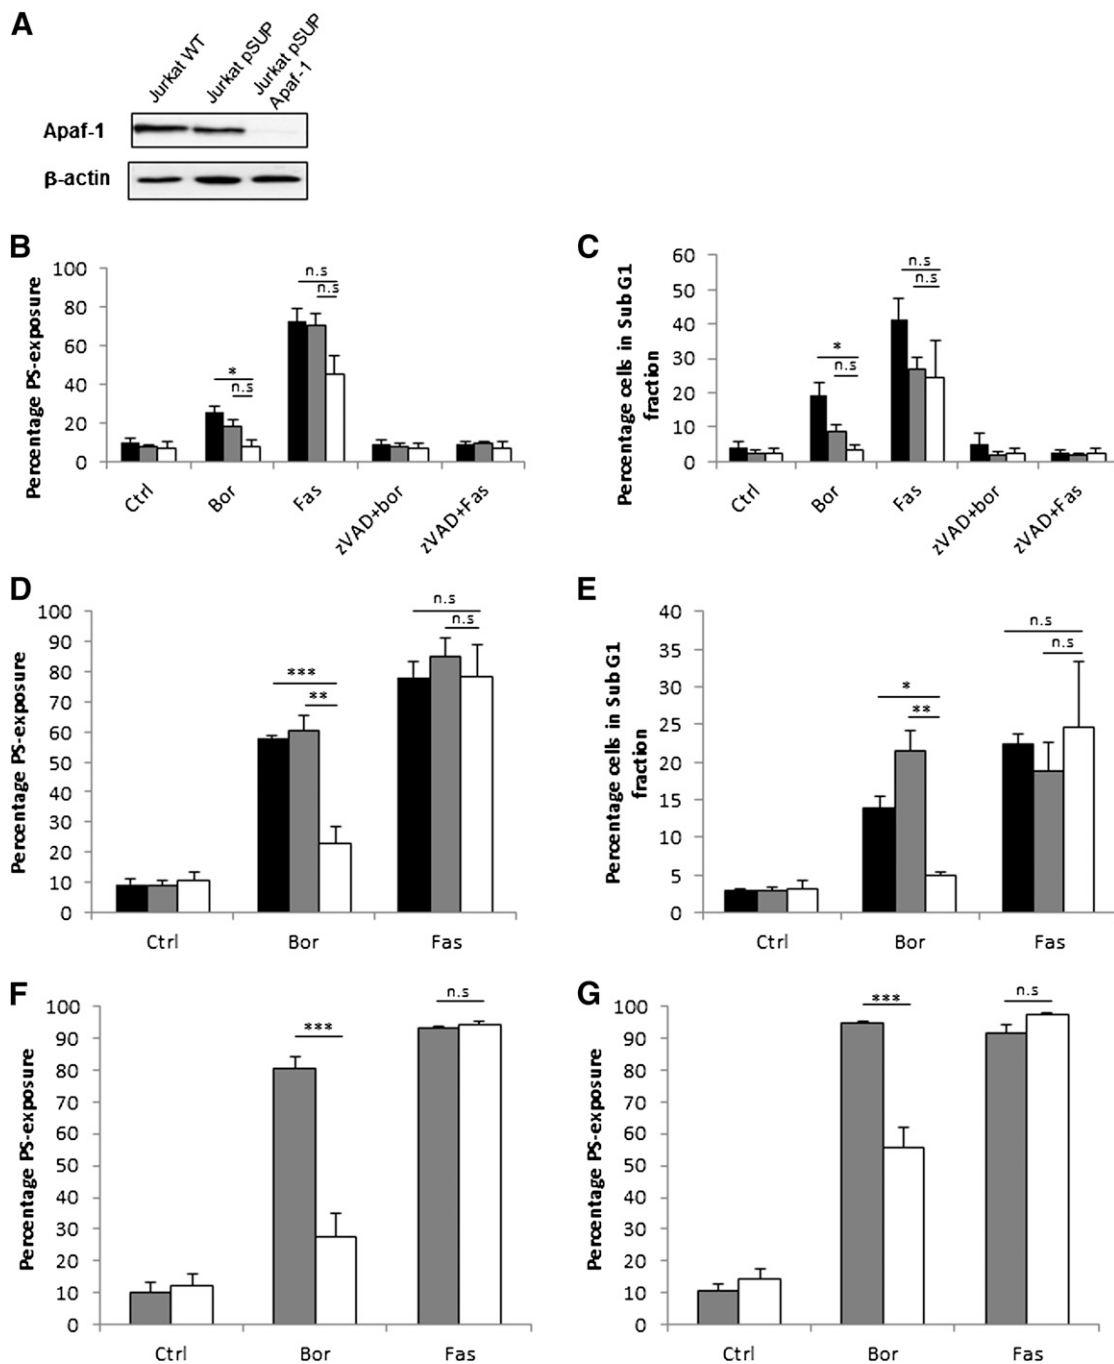 A
Jurkat WT
Jurkat pSUP
Jurkat pSUP
Apaf-1
Apaf-1
β-actin
B
Percentage PS-exposure
100
80
60
40
20
0
*
n.s
n.s
n.s
Ctrl
Bor
Fas
zVAD+bor
zVAD+Fas
C
Percentage cells in Sub G1
fraction
60
50
40
30
20
10
0
*
n.s
n.s
n.s
Ctrl
Bor
Fas
zVAD+bor
zVAD+Fas
D
Percentage PS-exposure
100
90
80
70
60
50
40
30
20
10
0
***
**
n.s
n.s
Ctrl
Bor
Fas
E
Percentage cells in Sub G1
fraction
40
35
30
25
20
15
10
5
0
*
**
n.s
n.s
Ctrl
Bor
Fas
F
Percentage PS-exposure
100
90
80
70
60
50
40
30
20
10
0
***
n.s
Ctrl
Bor
Fas
G
Percentage PS-exposure
100
90
80
70
60
50
40
30
20
10
0
***
n.s
Ctrl
Bor
Fas